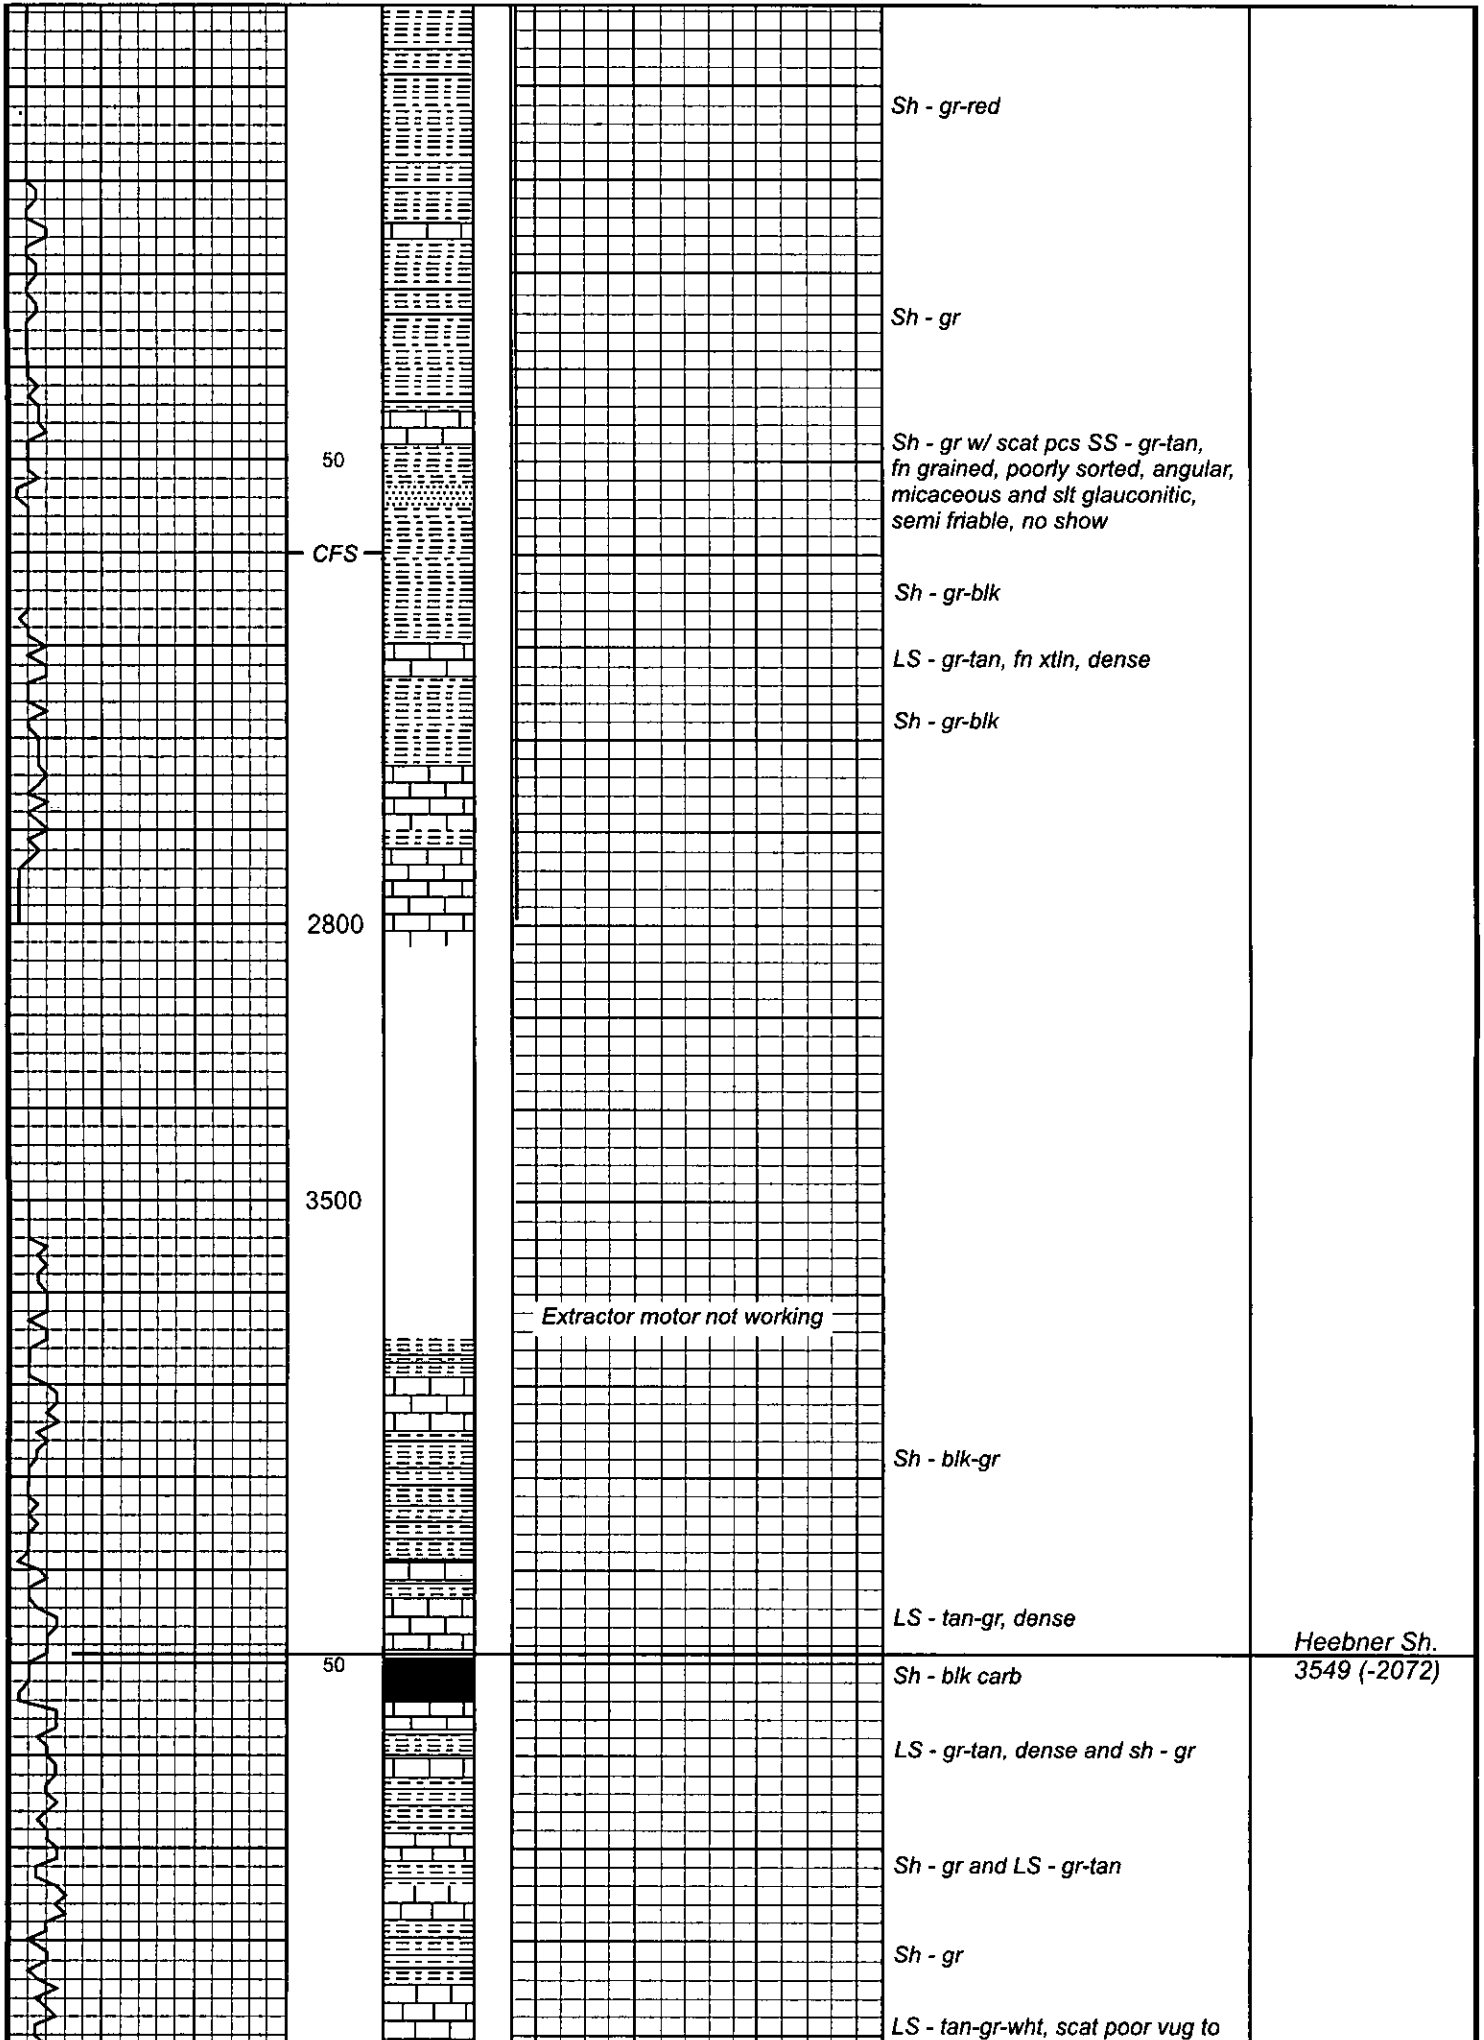 Sh - gr-red
Sh - gr
Sh - gr w/ scat pcs SS - gr-tan,
50
fn grained, poorly sorted, angular,
micaceous and slt glauconitic,
semi friable, no show
CFS
Sh - gr-blk
LS - gr-tan, fn xtln, dense
Sh - gr-blk
2800
3500
Extractor motor not working
Sh - blk-gr
LS - tan-gr, dense
Heebner Sh.
50
Sh - blk carb
3549 (-2072)
LS - gr-tan, dense and sh - gr
Sh - gr and LS - gr-tan
Sh - gr
LS - tan-gr-wht, scat poor vug to